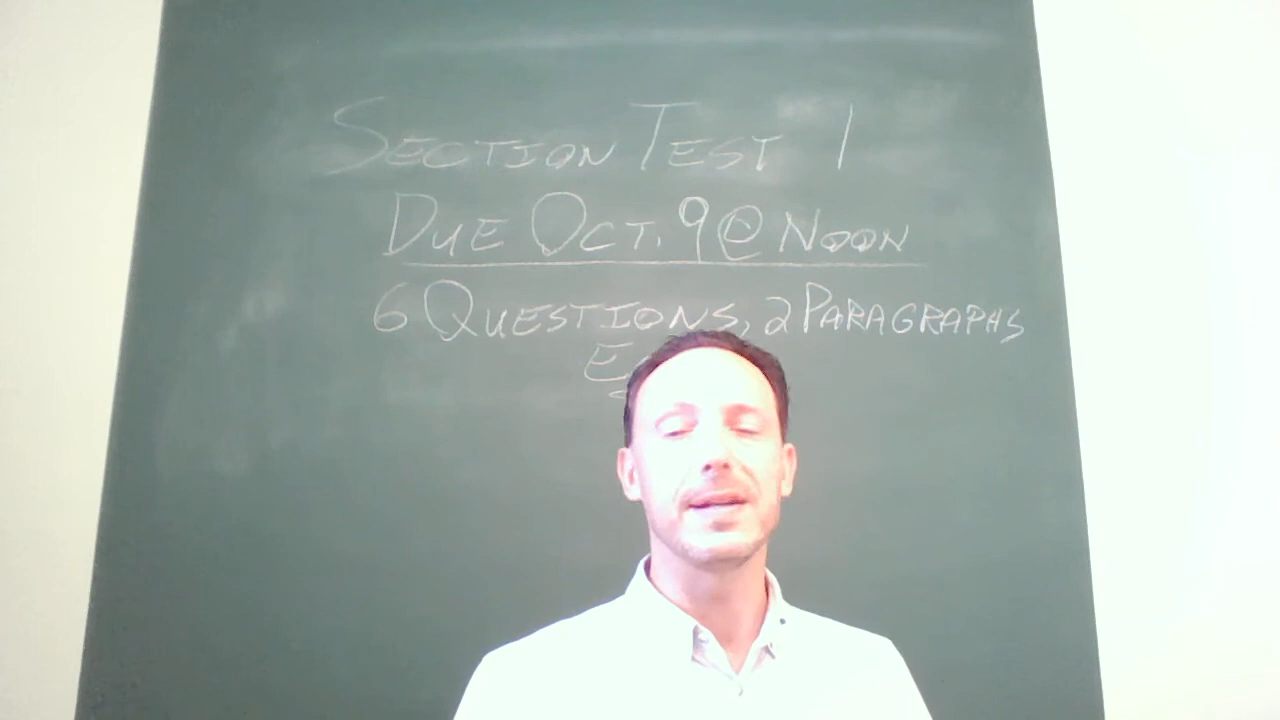 SECTION TEST 1
DUE OCT. 9 @ NOON
6 QUESTIONS, 2 PARAGRAPHS